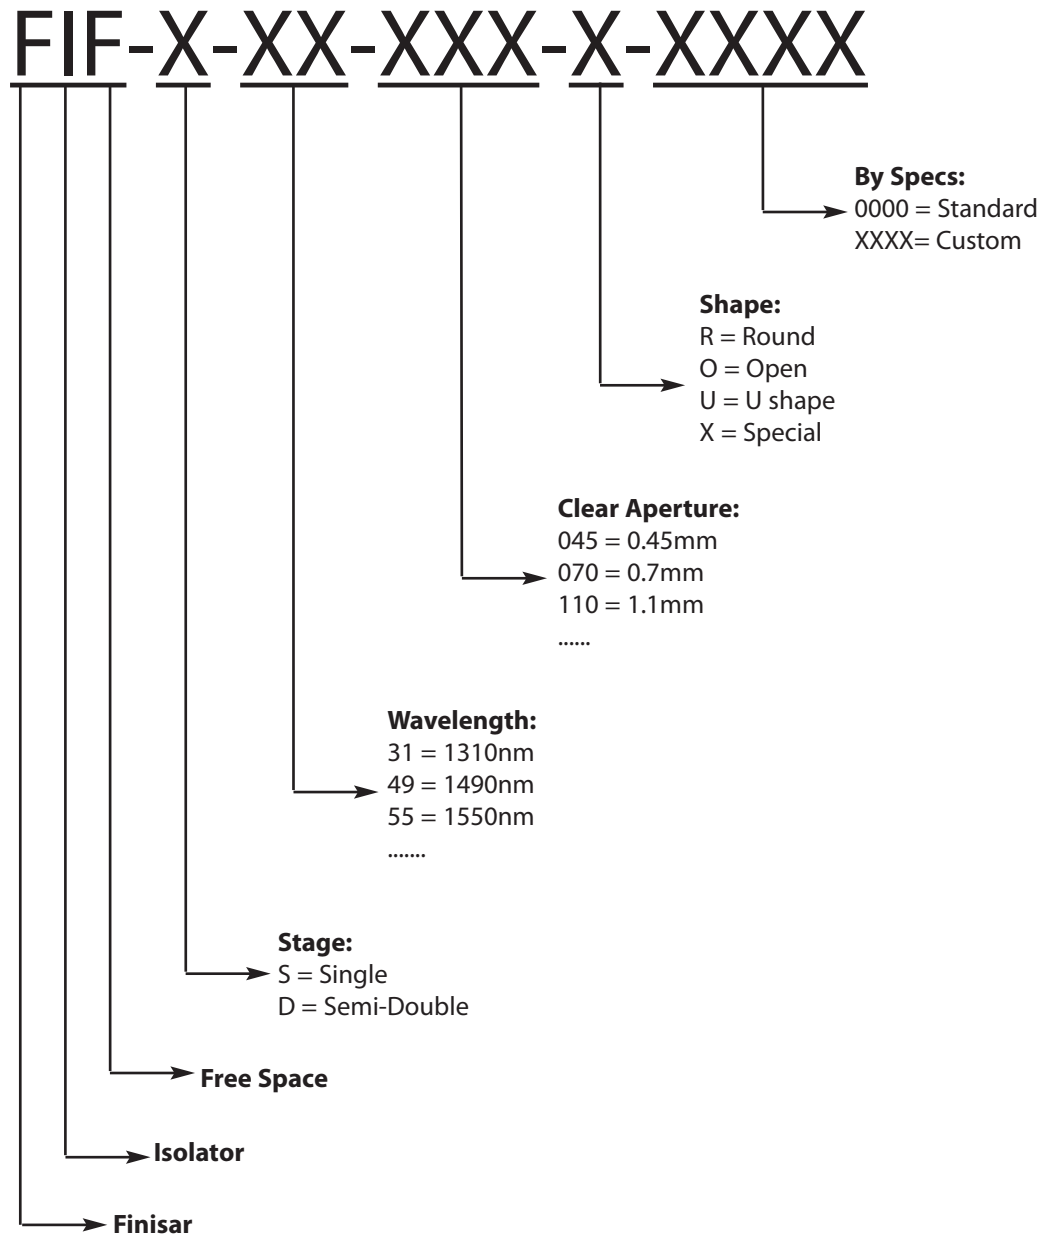 FIF-X-XX-XXX-X-XXXX
By Specs:
0000 = Standard
XXXX= Custom
Shape:
R = Round
O = Open
U = U shape
X = Special
Clear Aperture:
045 = 0.45mm
070 = 0.7mm
110 = 1.1mm
......
Wavelength:
31 = 1310nm
49 = 1490nm
55 = 1550nm
.......
Stage:
S = Single
D = Semi-Double
Free Space
Isolator
Finisar